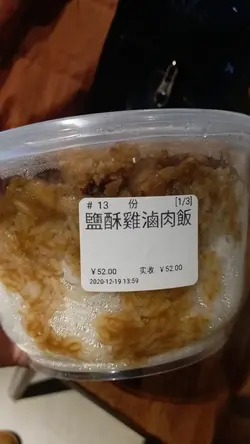 # 13 份 [1/3]
鹽酥雞滷肉飯
¥52.00 实收 ¥52.00
2020-12-19 13:59